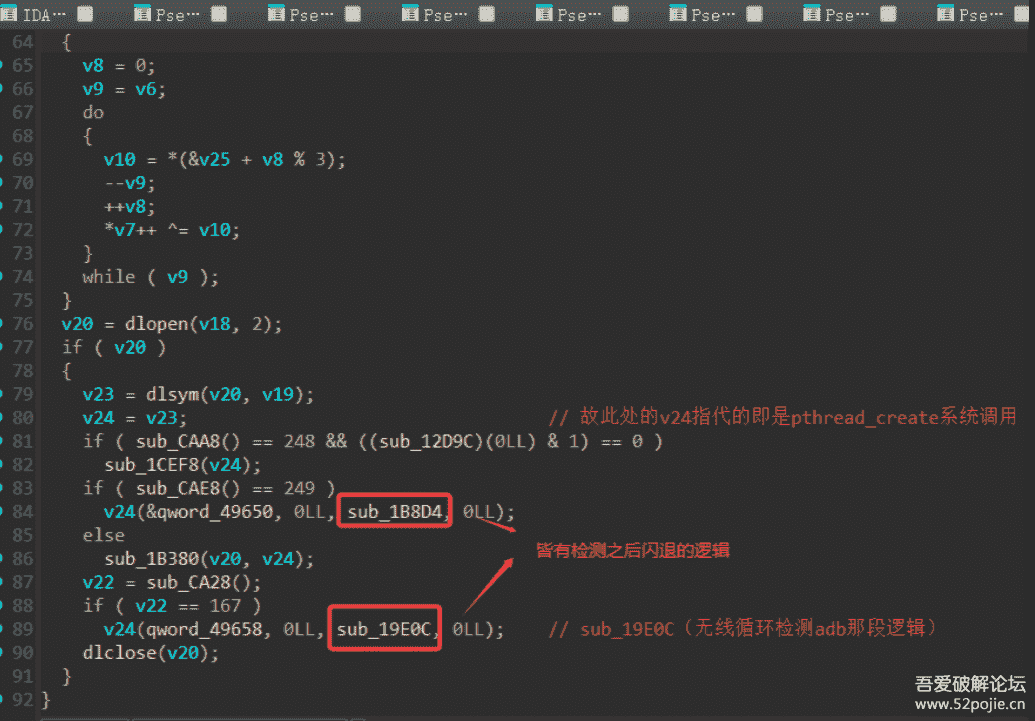 IDA… Pse… Pse… Pse… Pse… Pse… Pse… Pse…
64 {
65 v8 = 0;
66 v9 = v6;
67 do
68 {
69 v10 = *(&v25 + v8 % 3);
70 --v9;
71 ++v8;
72 *v7++ ^= v10;
73 }
74 while ( v9 );
75 }
76 v20 = dlopen(v18, 2);
77 if ( v20 )
78 {
79 v23 = dlsym(v20, v19);
80 v24 = v23; // 故此处的v24指代的即是pthread_create系统调用
81 if ( sub_CAA8() == 248 && ((sub_12D9C)(0LL) & 1) == 0 )
82 sub_1CEF8(v24);
83 if ( sub_CAE8() == 249 )
84 v24(&qword_49650, 0LL, sub_1B8D4, 0LL);
85 else
皆有检测之后闪退的逻辑
86 sub_1B380(v20, v24);
87 v22 = sub_CA28();
88 if ( v22 == 167 )
89 v24(qword_49658, 0LL, sub_19E0C, 0LL); // sub_19E0C（无线循环检测adb那段逻辑）
90 dlclose(v20);
91 }
92 }
吾爱破解论坛
www.52pojie.cn